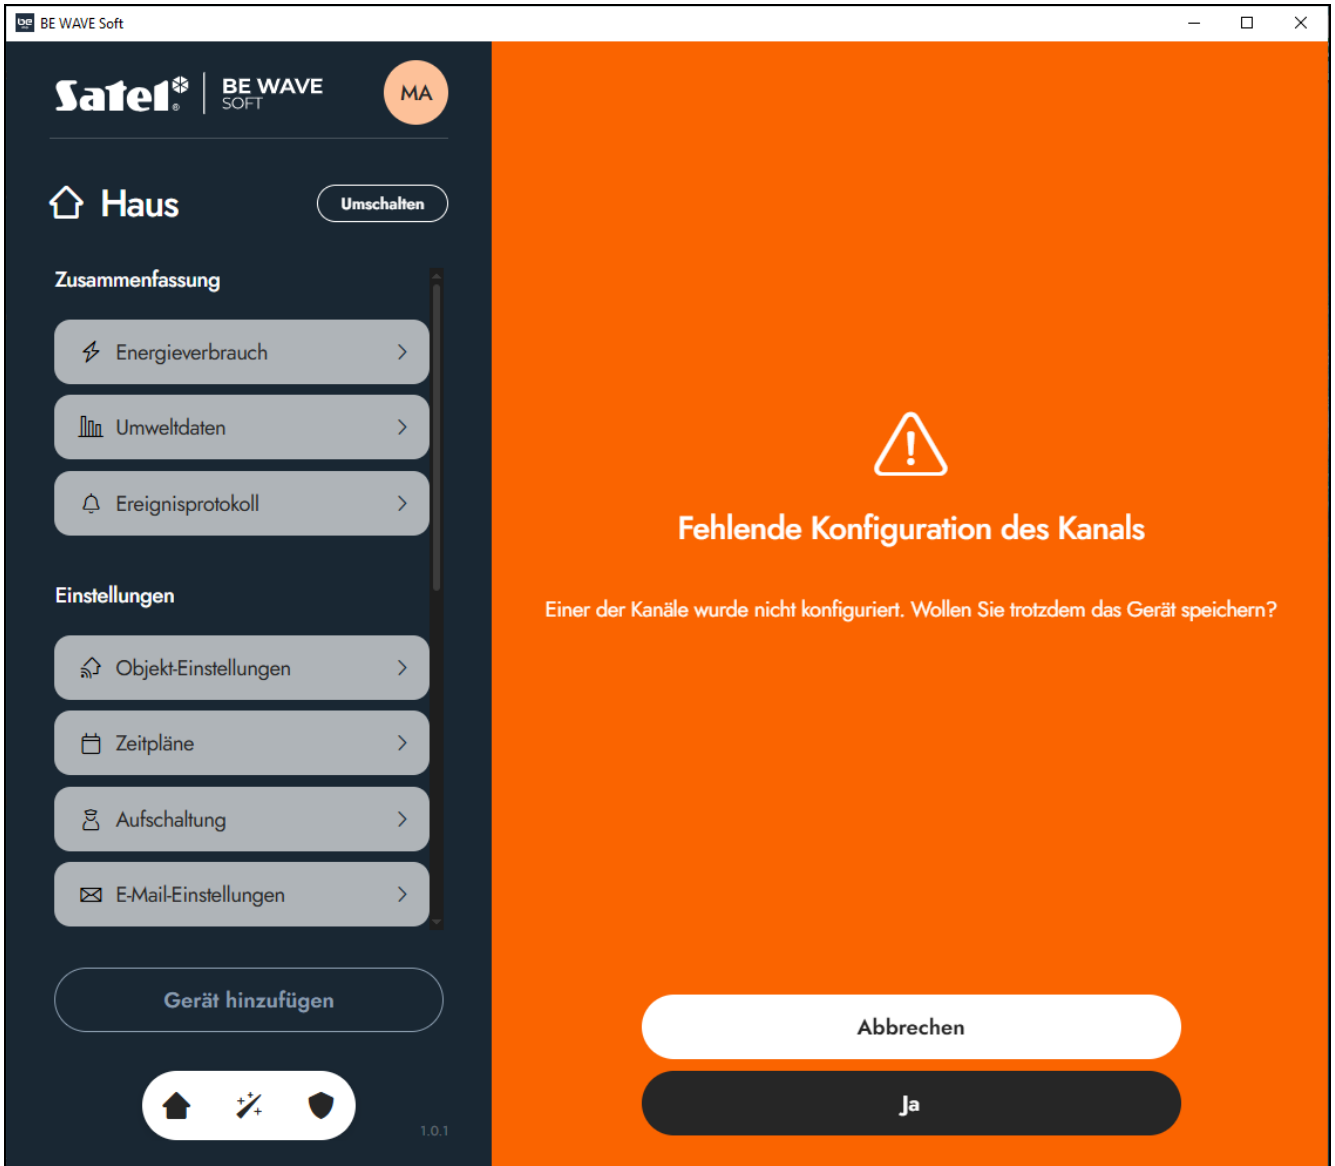 BE WAVE Soft
Satel® BE WAVE SOFT
MA
Haus
Umschalten
Zusammenfassung
Energieverbrauch
Umweltdaten
Ereignisprotokoll
Einstellungen
Objekt-Einstellungen
Zeitpläne
Aufschaltung
E-Mail-Einstellungen
Gerät hinzufügen
1.0.1
Fehlende Konfiguration des Kanals
Einer der Kanäle wurde nicht konfiguriert. Wollen Sie trotzdem das Gerät speichern?
Abbrechen
Ja